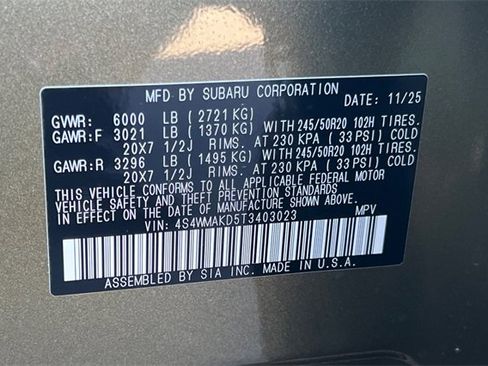 MFD BY SUBARU CORPORATION
DATE: 11/25
GVWR: 6000 LB ( 2721 KG)
GAWR:F 3021 LB ( 1370 KG) WITH 245/50R20 102H TIRES,
20X7 1/2J RIMS. AT 230 KPA ( 33 PSI) COLD
GAWR:R 3296 LB ( 1495 KG) WITH 245/50R20 102H TIRES,
20X7 1/2J RIMS. AT 230 KPA ( 33 PSI) COLD
THIS VEHICLE CONFORMS TO ALL APPLICABLE FEDERAL MOTOR
VEHICLE SAFETY AND THEFT PREVENTION STANDARDS
IN EFFECT ON THE DATE OF MANUFACTURE SHOWN ABOVE.
VIN: 4S4WMAKD5T3403023 MPV
ASSEMBLED BY SIA INC. MADE IN U.S.A.